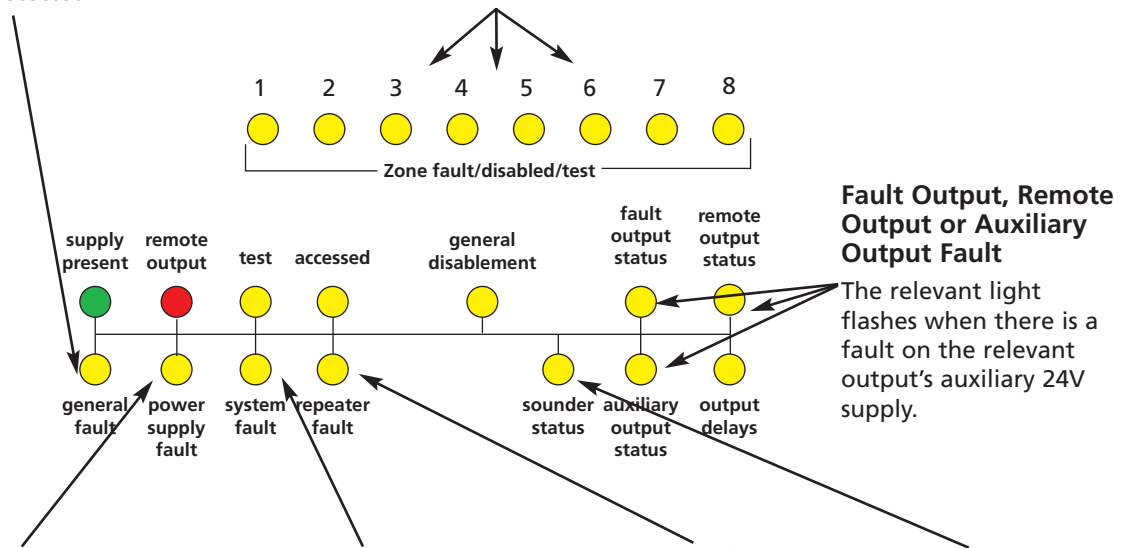 1 2 3 4 5 6 7 8
Zone fault/disabled/test
supply present
remote output
test
accessed
general disablement
fault output status
remote output status
general fault
power supply fault
system fault
repeater fault
sounder status
auxiliary output status
output delays
Fault Output, Remote
Output or Auxiliary
Output Fault
The relevant light
flashes when there is a
fault on the relevant
output's auxiliary 24V
supply.